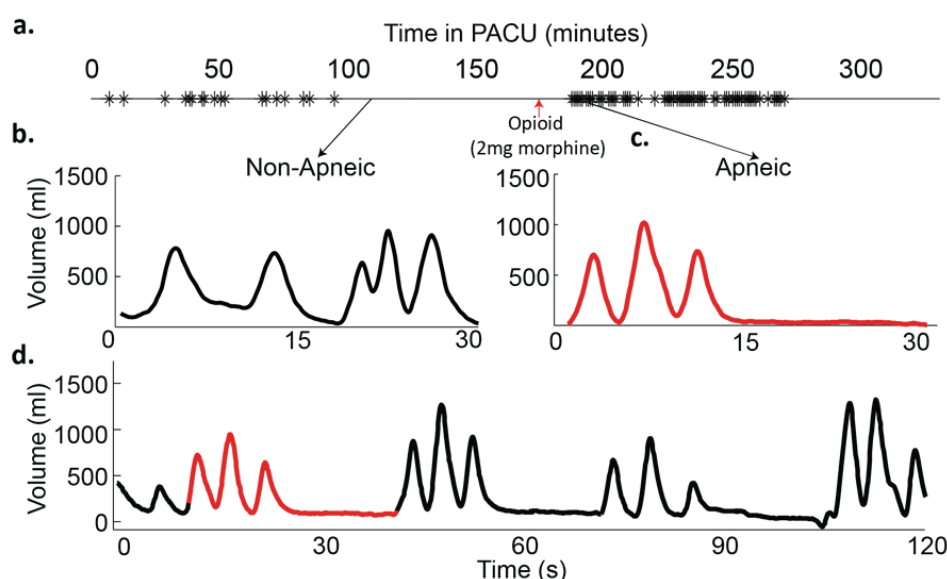 a.
Time in PACU (minutes)
0 50 100 150 200 250 300
Opioid
(2mg morphine)
b.
Non-Apneic
c.
Apneic
Volume (ml)
1500
1000
500
0 15 30
1500
1000
500
0 15 30
d.
Volume (ml)
1500
1000
500
0
0 30 60 90 120
Time (s)